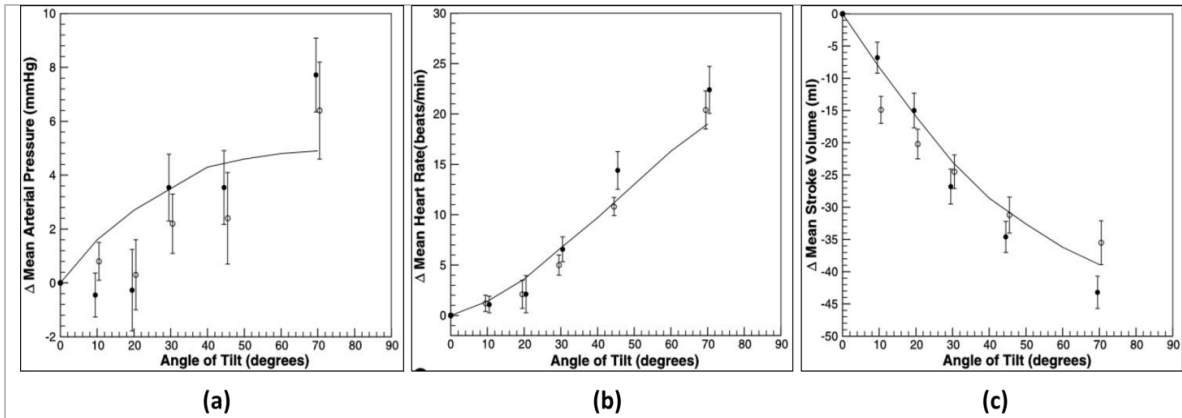 10
8
6
4
2
0
-2
Δ Mean Arterial Pressure (mmHg)
0 10 20 30 40 50 60 70 80 90
Angle of Tilt (degrees)
(a)
30
25
20
15
10
5
0
Δ Mean Heart Rate(beats/min)
0 10 20 30 40 50 60 70 80 90
Angle of Tilt (degrees)
(b)
0
-5
-10
-15
-20
-25
-30
-35
-40
-45
-50
Δ Mean Stroke Volume (ml)
0 10 20 30 40 50 60 70 80 90
Angle of Tilt (degrees)
(c)